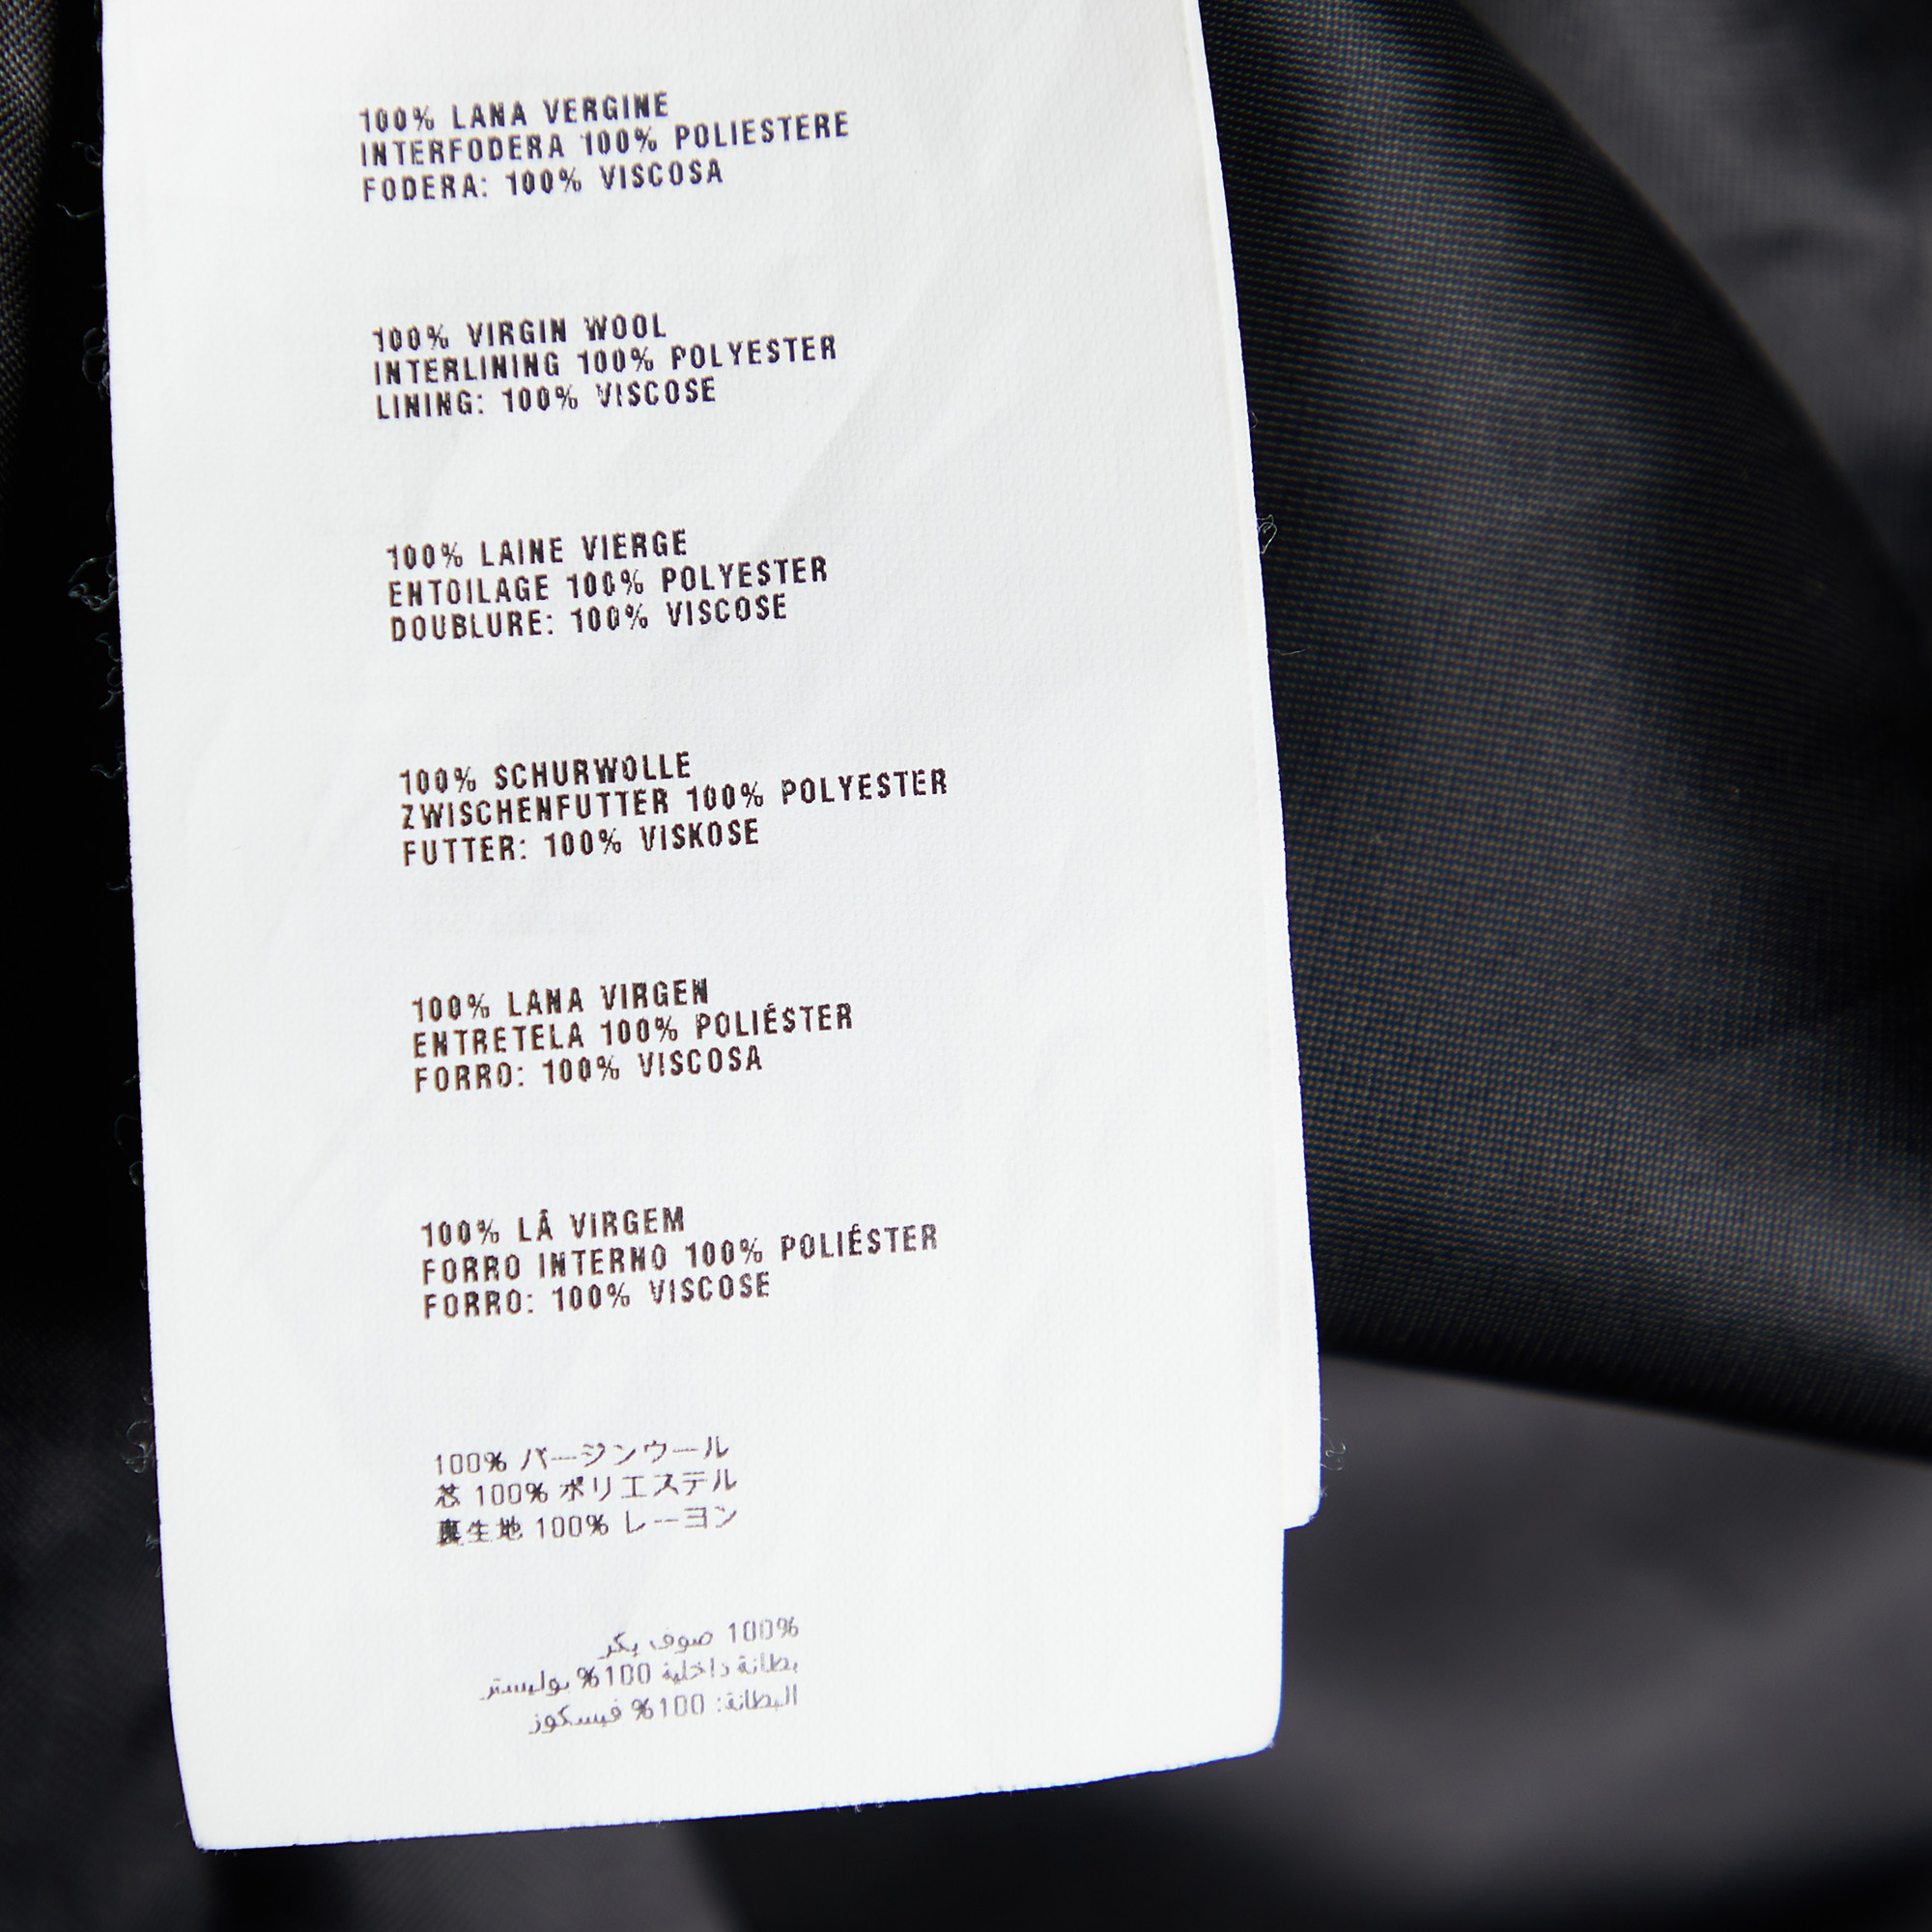 100% LANA VERGINE
INTERFODERA 100% POLIESTERE
FODERA: 100% VISCOSA
100% VIRGIN WOOL
INTERLINING 100% POLYESTER
LINING: 100% VISCOSE
100% LAINE VIERGE
ENTOILAGE 100% POLYESTER
DOUBLURE: 100% VISCOSE
100% SCHURWOLLE
ZWISCHENFUTTER 100% POLYESTER
FUTTER: 100% VISKOSE
100% LANA VIRGEN
ENTRETELA 100% POLIÉSTER
FORRO: 100% VISCOSA
100% LÃ VIRGEM
FORRO INTERNO 100% POLIÉSTER
FORRO: 100% VISCOSE
100% バージンウール
芯 100% ポリエステル
裏生地 100% レーヨン
100% صوف بكر
بطانة داخلية 100% بوليستر
البطانة: 100% فيسكوز